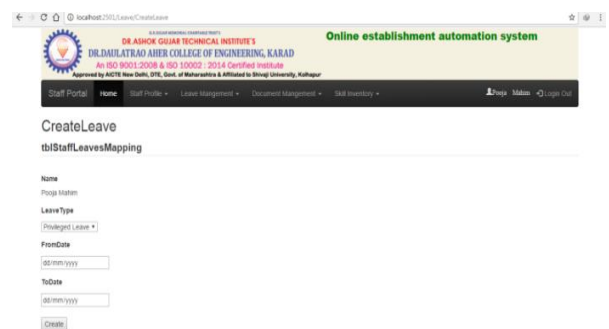 localhost:2501/Leave/CreateLeave
DR.ASHOK GUJAR TECHNICAL INSTITUTE'S
Online establishment automation system
DR.DAULATRAO AHER COLLEGE OF ENGINEERING, KARAD
An ISO 9001:2008 & ISO 10002 : 2014 Certified Institute
Approved by AICTE New Delhi, DTE, Govt. of Maharashtra & Affiliated to Shivaji University, Kolhapur
Staff Portal Home Staff Profile Leave Mangement Document Mangement Skill Inventory Pooja Mahim Login Out
CreateLeave
tblStaffLeavesMapping
Name
Pooja Mahim
LeaveType
Privileged Leave
FromDate
dd/mm/yyyy
ToDate
dd/mm/yyyy
Create